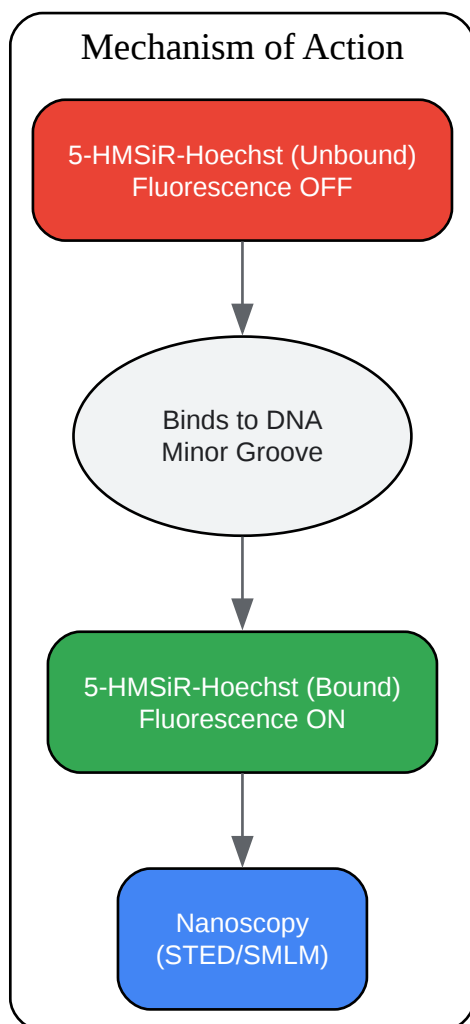 Mechanism of Action
5-HMSiR-Hoechst (Unbound)
Fluorescence OFF
Binds to DNA
Minor Groove
5-HMSiR-Hoechst (Bound)
Fluorescence ON
Nanoscopy
(STED/SMLM)